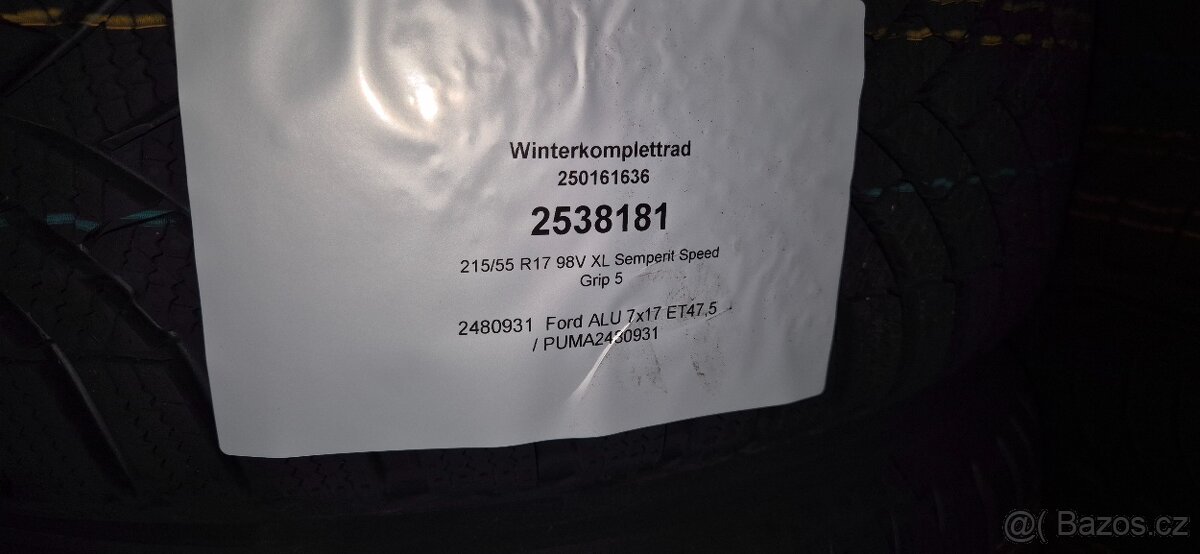 Winterkomplettrad
250161636
2538181
215/55 R17 98V XL Semperit Speed
Grip 5
2480931 Ford ALU 7x17 ET47,5
/ PUMA2480931
@( Bazos.cz